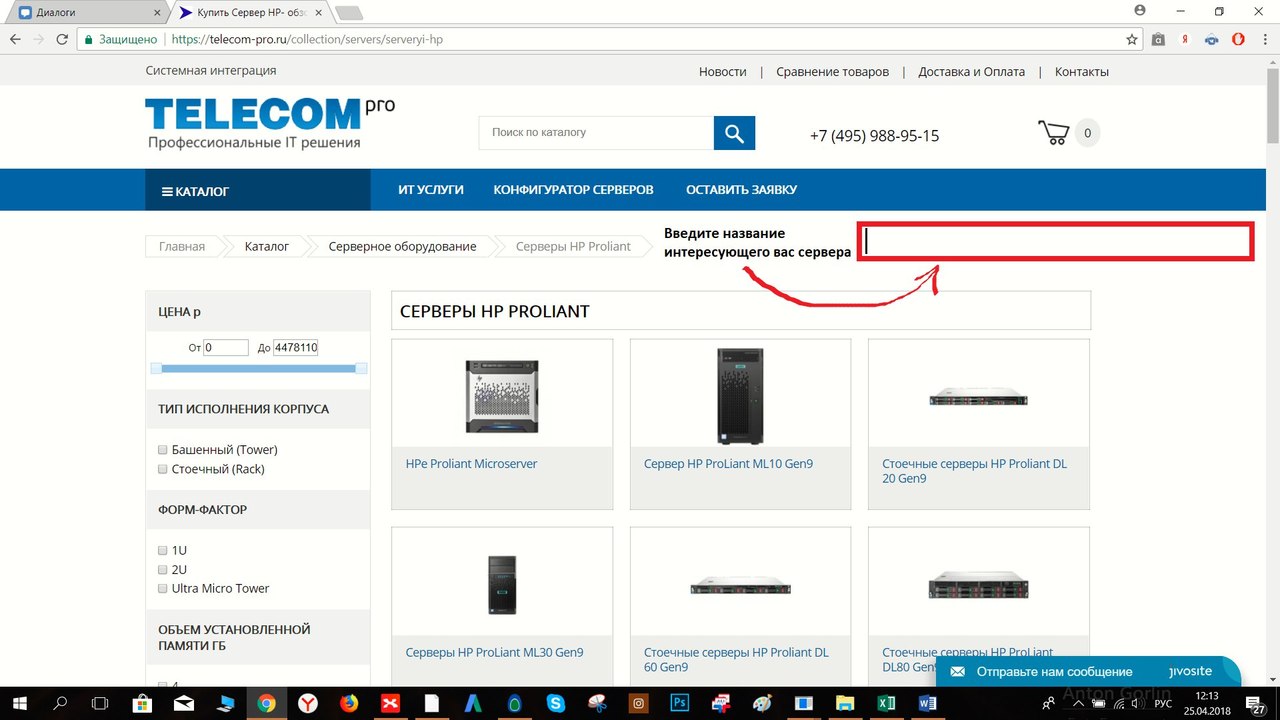 Диалоги
Купить Сервер HP- обзо
Защищено
https://telecom-pro.ru/collection/servers/serveryi-hp
Системная интеграция
Новости | Сравнение товаров | Доставка и Оплата | Контакты
TELECOM pro
Профессиональные IT решения
Поиск по каталогу
+7 (495) 988-95-15
0
КАТАЛОГ
ИТ УСЛУГИ
КОНФИГУРАТОР СЕРВЕРОВ
ОСТАВИТЬ ЗАЯВКУ
Главная
Каталог
Серверное оборудование
Серверы HP Proliant
Введите название
интересующего вас сервера
ЦЕНА р
От 0 До 4478110
ТИП ИСПОЛНЕНИЯ КОРПУСА
Башенный (Tower)
Стоечный (Rack)
ФОРМ-ФАКТОР
1U
2U
Ultra Micro Tower
ОБЪЕМ УСТАНОВЛЕННОЙ
ПАМЯТИ ГБ
4
СЕРВЕРЫ HP PROLIANT
HPe Proliant Microserver
Сервер HP ProLiant ML10 Gen9
Стоечные серверы HP Proliant DL
20 Gen9
Серверы HP ProLiant ML30 Gen9
Стоечные серверы HP Proliant DL
60 Gen9
Стоечные серверы HP ProLiant
DL80 Gen9
Отправьте нам сообщение
jivosite
Anton Gorlin
РУС
12:13
25.04.2018
27